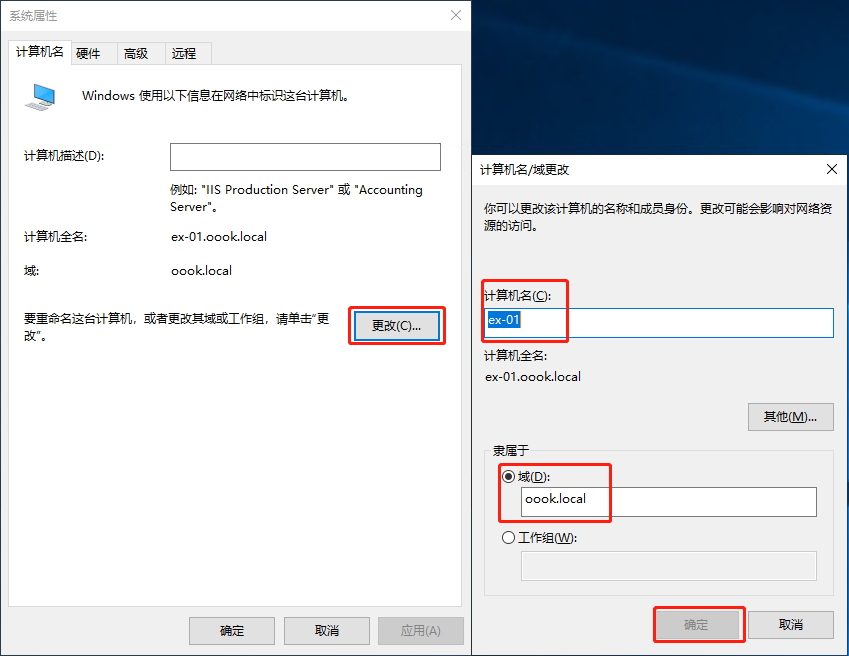 系统属性
计算机名
硬件
高级
远程
Windows 使用以下信息在网络中标识这台计算机。
计算机描述(D):
例如: "IIS Production Server" 或 "Accounting
Server"。
计算机全名:
ex-01.oook.local
域:
oook.local
要重命名这台计算机，或者更改其域或工作组，请单击“更
改”。
更改(C)...
确定
取消
应用(A)
计算机名/域更改
你可以更改该计算机的名称和成员身份。更改可能会影响对网络资
源的访问。
计算机名(C):
ex-01
计算机全名:
ex-01.oook.local
其他(M)...
隶属于
域(D):
oook.local
工作组(W):
确定
取消